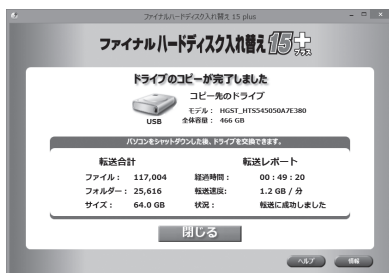 ファイナルハードディスク入れ替え 15 plus
ファイナルハードディスク入れ替え15+プラス
ドライブのコピーが完了しました
コピー先のドライブ
モデル： HGST_HTS545050A7E380
全体容量： 466 GB
USB
パソコンをシャットダウンした後、ドライブを交換できます。
転送合計
ファイル： 117,004
フォルダー： 25,616
サイズ： 64.0 GB
転送レポート
経過時間： 00 : 49 : 20
転送速度： 1.2 GB / 分
状況： 転送に成功しました
閉じる
ヘルプ
情報